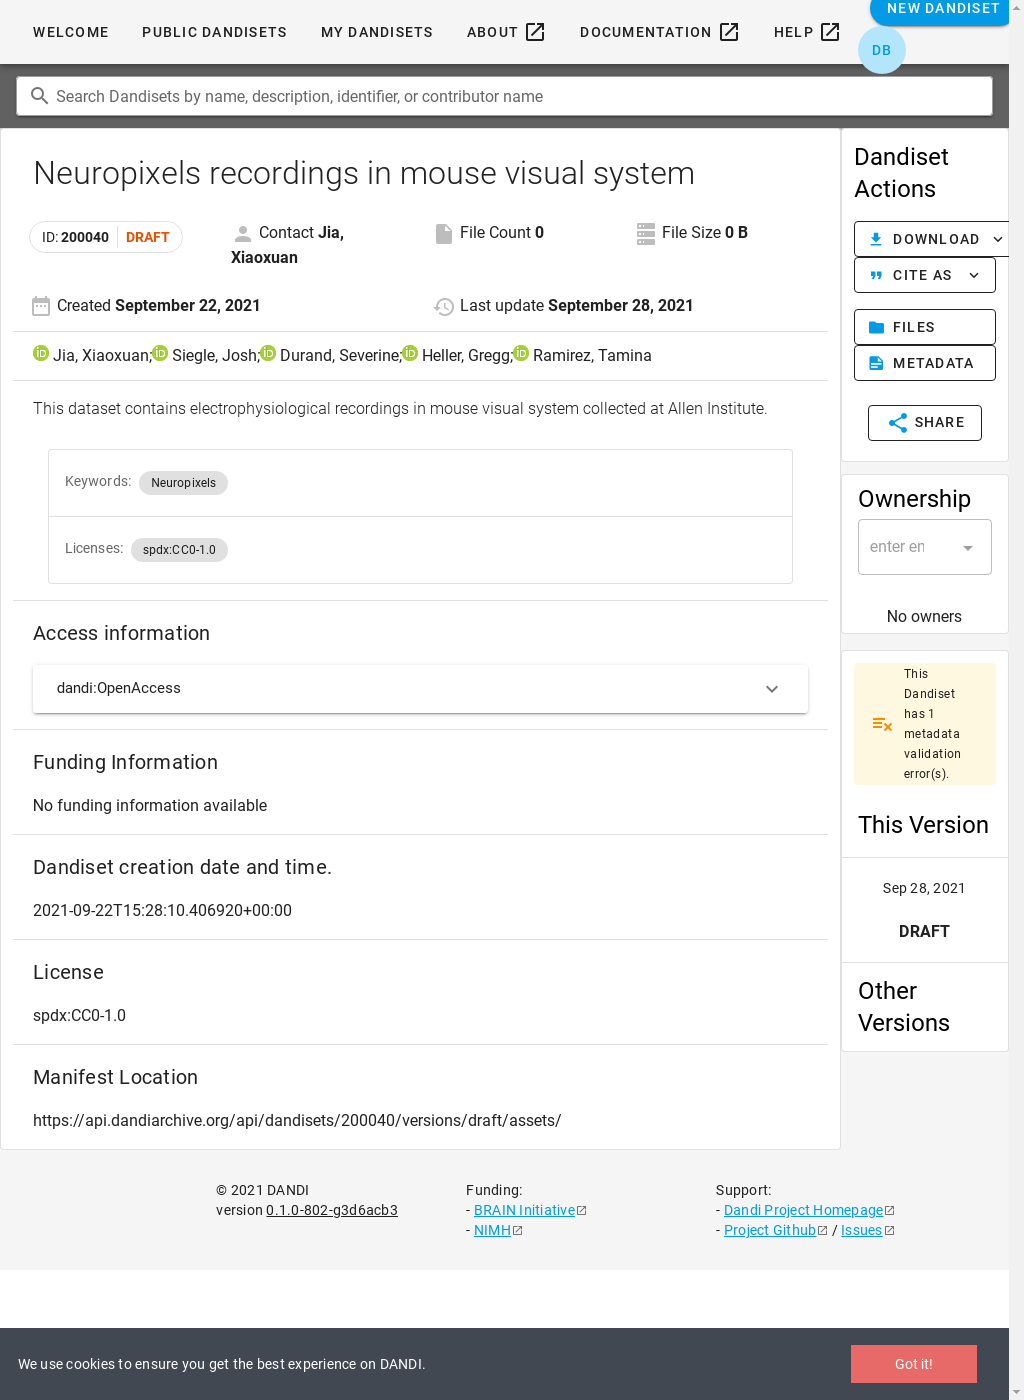 WELCOME PUBLIC DANDISETS MY DANDISETS ABOUT DOCUMENTATION HELP NEW DANDISET
DB
Search Dandisets by name, description, identifier, or contributor name
Neuropixels recordings in mouse visual system
ID: 200040 DRAFT
Contact Jia, Xiaoxuan
File Count 0
File Size 0 B
Created September 22, 2021
Last update September 28, 2021
iD Jia, Xiaoxuan; iD Siegle, Josh; iD Durand, Severine; iD Heller, Gregg; iD Ramirez, Tamina
This dataset contains electrophysiological recordings in mouse visual system collected at Allen Institute.
Keywords: Neuropixels
Licenses: spdx:CC0-1.0
Access information
dandi:OpenAccess
Funding Information
No funding information available
Dandiset creation date and time.
2021-09-22T15:28:10.406920+00:00
License
spdx:CC0-1.0
Manifest Location
https://api.dandiarchive.org/api/dandisets/200040/versions/draft/assets/
Dandiset
Actions
DOWNLOAD
CITE AS
FILES
METADATA
SHARE
Ownership
enter en
No owners
This
Dandiset
has 1
metadata
validation
error(s).
This Version
Sep 28, 2021
DRAFT
Other
Versions
© 2021 DANDI
version 0.1.0-802-g3d6acb3
Funding:
- BRAIN Initiative
- NIMH
Support:
- Dandi Project Homepage
- Project Github / Issues
We use cookies to ensure you get the best experience on DANDI.
Got it!